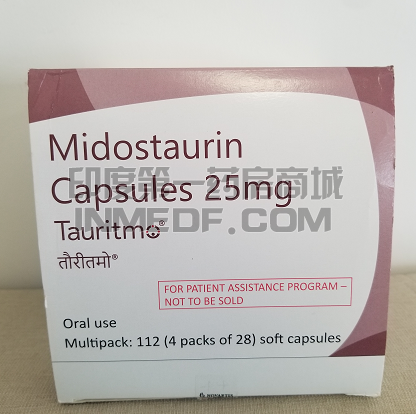 Midostaurin
Capsules 25mg
印度第一药房商城
INMEDF.COM
Tauritmo®
तौरीतमो®
FOR PATIENT ASSISTANCE PROGRAM –
NOT TO BE SOLD
Oral use
Multipack: 112 (4 packs of 28) soft capsules
NOVARTIS